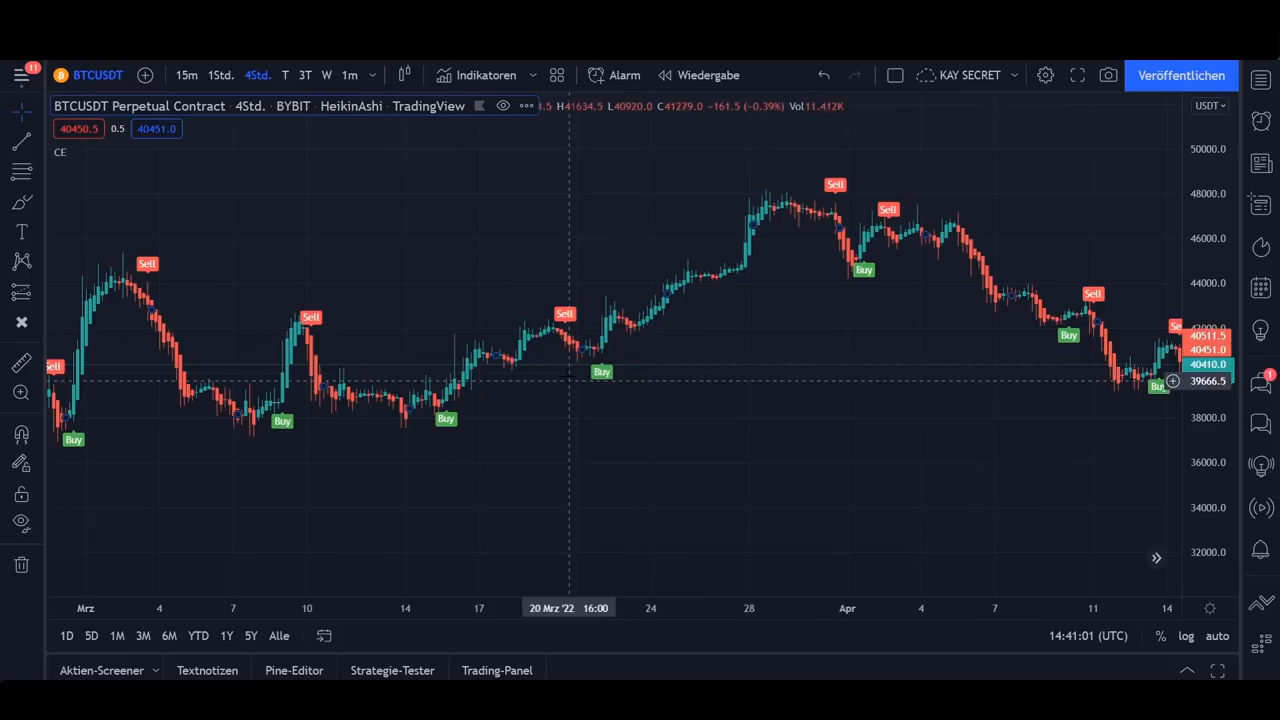 11
BTCUSDT 15m 1Std. 4Std. T 3T W 1m Indikatoren Alarm Wiedergabe KAY SECRET Veröffentlichen
BTCUSDT Perpetual Contract · 4Std. · BYBIT · HeikinAshi · TradingView .5 H41634.5 L40920.0 C41279.0 −161.5 (−0.39%) Vol11.412K USDT
40450.5 0.5 40451.0
CE
50000.0
Sell
48000.0
Sell
46000.0
Sell
Buy
44000.0
Sell
Sell
Sell
42000.0
Se
Buy
40511.5
40451.0
40410.0
Sell
Buy
39666.5
Bu
1
Buy
Buy
38000.0
Buy
36000.0
34000.0
32000.0
Mrz 4 7 10 14 17 20 Mrz '22 16:00 24 28 Apr 4 7 11 14
1D 5D 1M 3M 6M YTD 1Y 5Y Alle 14:41:01 (UTC) % log auto
Aktien-Screener Textnotizen Pine-Editor Strategie-Tester Trading-Panel